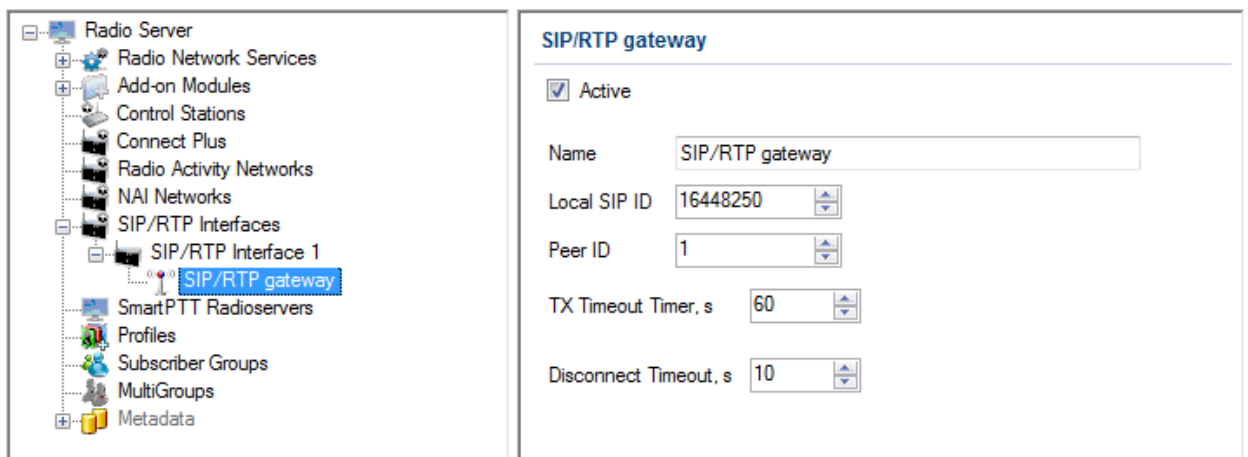 Radio Server
Radio Network Services
Add-on Modules
Control Stations
Connect Plus
Radio Activity Networks
NAI Networks
SIP/RTP Interfaces
SIP/RTP Interface 1
SIP/RTP gateway
SmartPTT Radioservers
Profiles
Subscriber Groups
MultiGroups
Metadata
SIP/RTP gateway
Active
Name SIP/RTP gateway
Local SIP ID 16448250
Peer ID 1
TX Timeout Timer, s 60
Disconnect Timeout, s 10